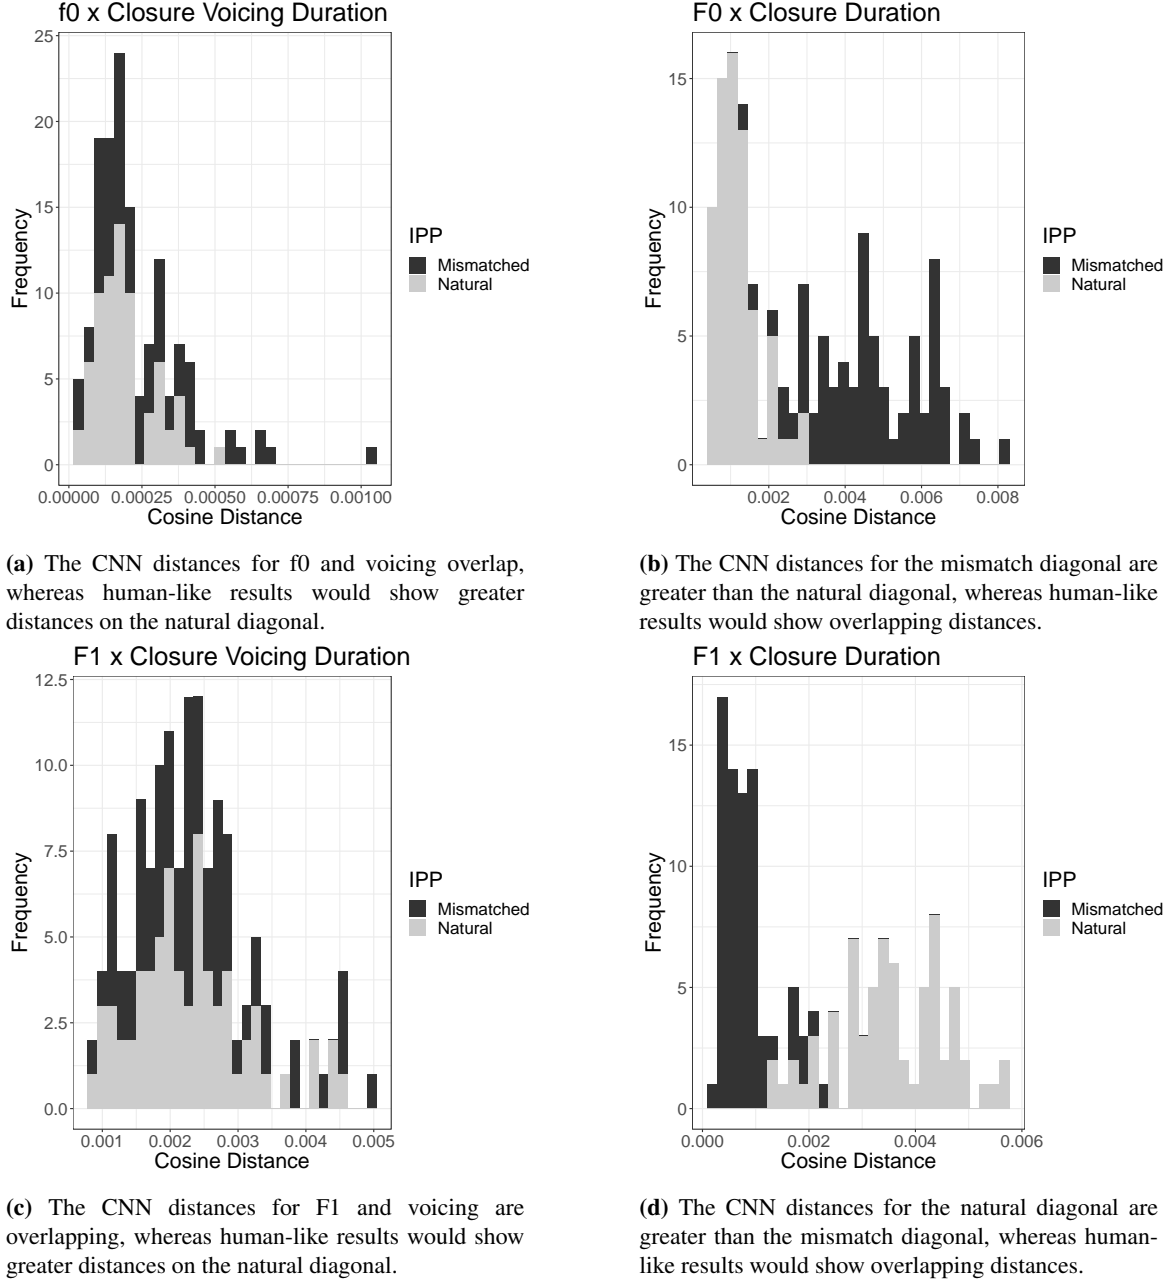 f0 x Closure Voicing Duration
25
20
15
10
5
0
Frequency
0.00000 0.00025 0.00050 0.00075 0.00100
Cosine Distance
IPP
Mismatched
Natural
F0 x Closure Duration
15
10
5
0
Frequency
0.002 0.004 0.006 0.008
Cosine Distance
IPP
Mismatched
Natural
(a) The CNN distances for f0 and voicing overlap,
whereas human-like results would show greater
distances on the natural diagonal.
(b) The CNN distances for the mismatch diagonal are
greater than the natural diagonal, whereas human-like
results would show overlapping distances.
F1 x Closure Voicing Duration
12.5
10.0
7.5
5.0
2.5
0.0
Frequency
0.001 0.002 0.003 0.004 0.005
Cosine Distance
IPP
Mismatched
Natural
F1 x Closure Duration
15
10
5
0
Frequency
0.000 0.002 0.004 0.006
Cosine Distance
IPP
Mismatched
Natural
(c) The CNN distances for F1 and voicing are
overlapping, whereas human-like results would show
greater distances on the natural diagonal.
(d) The CNN distances for the natural diagonal are
greater than the mismatch diagonal, whereas human-
like results would show overlapping distances.